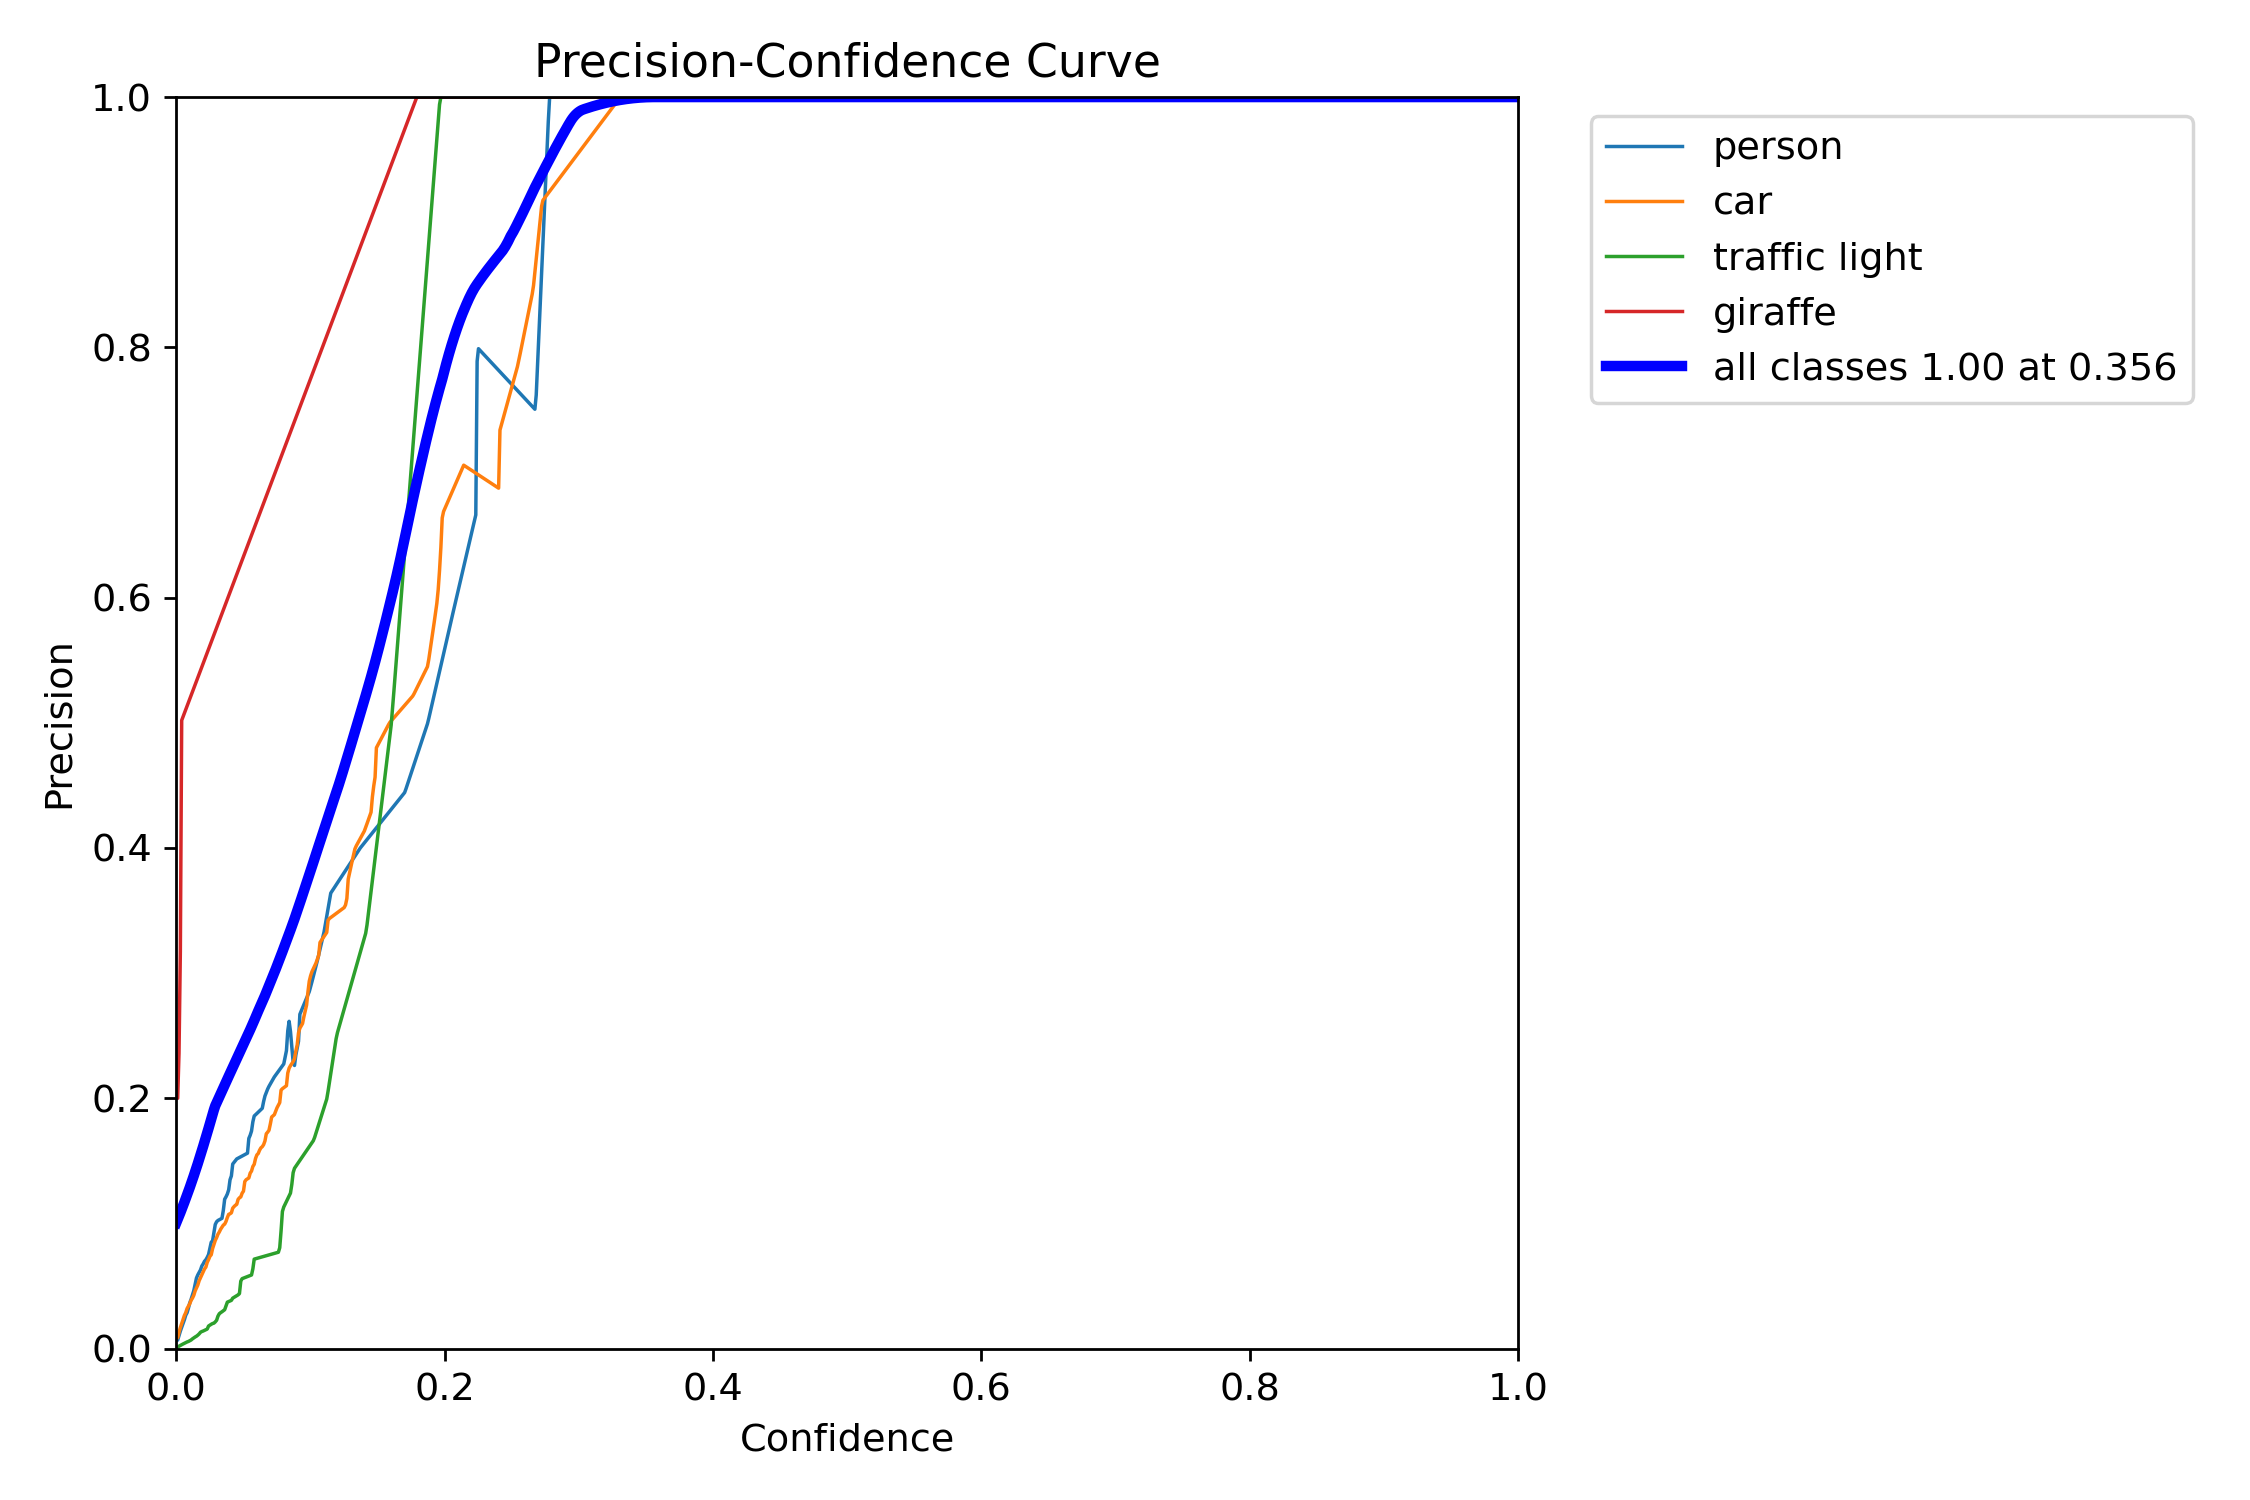 Precision-Confidence Curve
1.0
0.8
0.6
0.4
0.2
0.0
Precision
0.0 0.2 0.4 0.6 0.8 1.0
Confidence
person
car
traffic light
giraffe
all classes 1.00 at 0.356